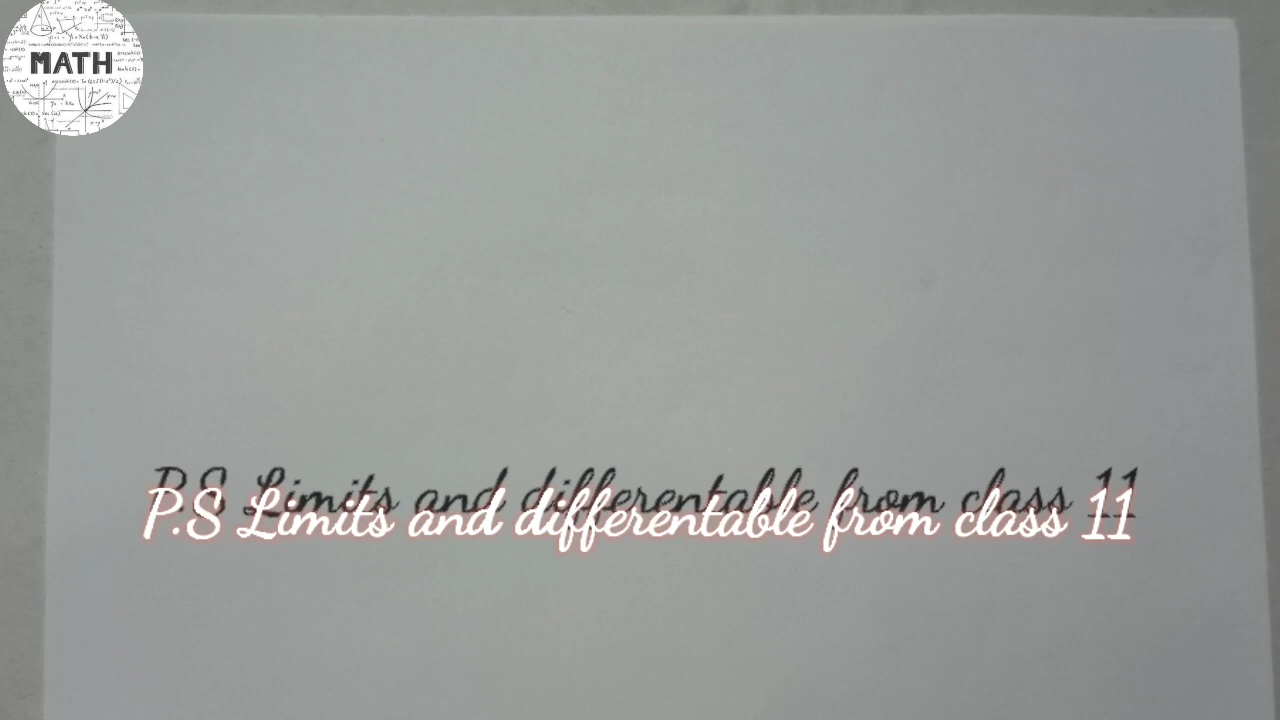 MATH
P.S Limits and differentable from class 11